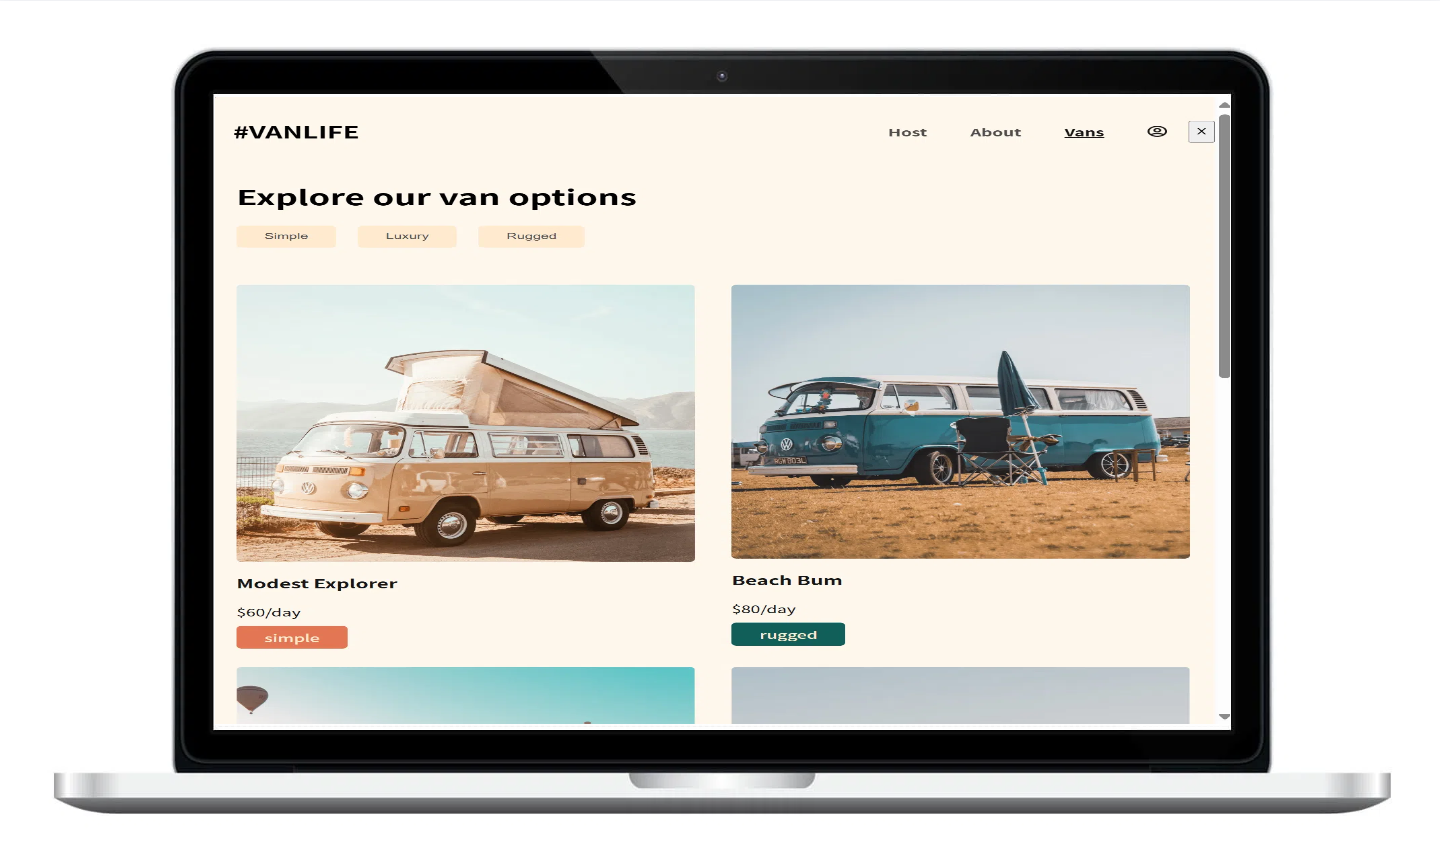 #VANLIFE
Host About Vans ×
Explore our van options
Simple Luxury Rugged
Modest Explorer
$60/day
simple
Beach Bum
$80/day
rugged